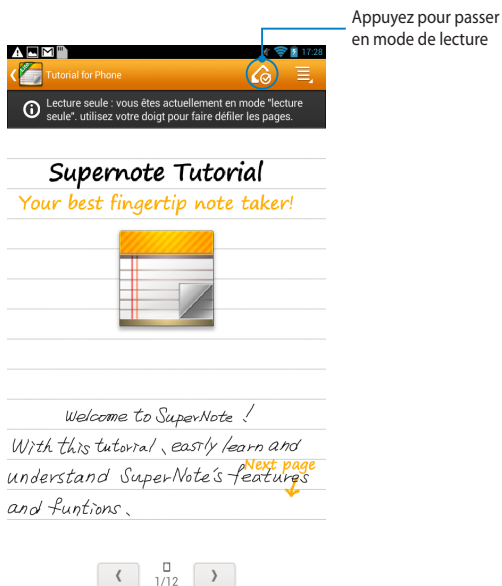 Appuyez pour passer
en mode de lecture
17:28
Tutorial for Phone
Lecture seule : vous êtes actuellement en mode "lecture
seule". utilisez votre doigt pour faire défiler les pages.
Supernote Tutorial
Your best fingertip note taker!
Welcome to SuperNote !
With this tutorial, easily learn and
Next page
understand SuperNote's features
and funtions.
1/12